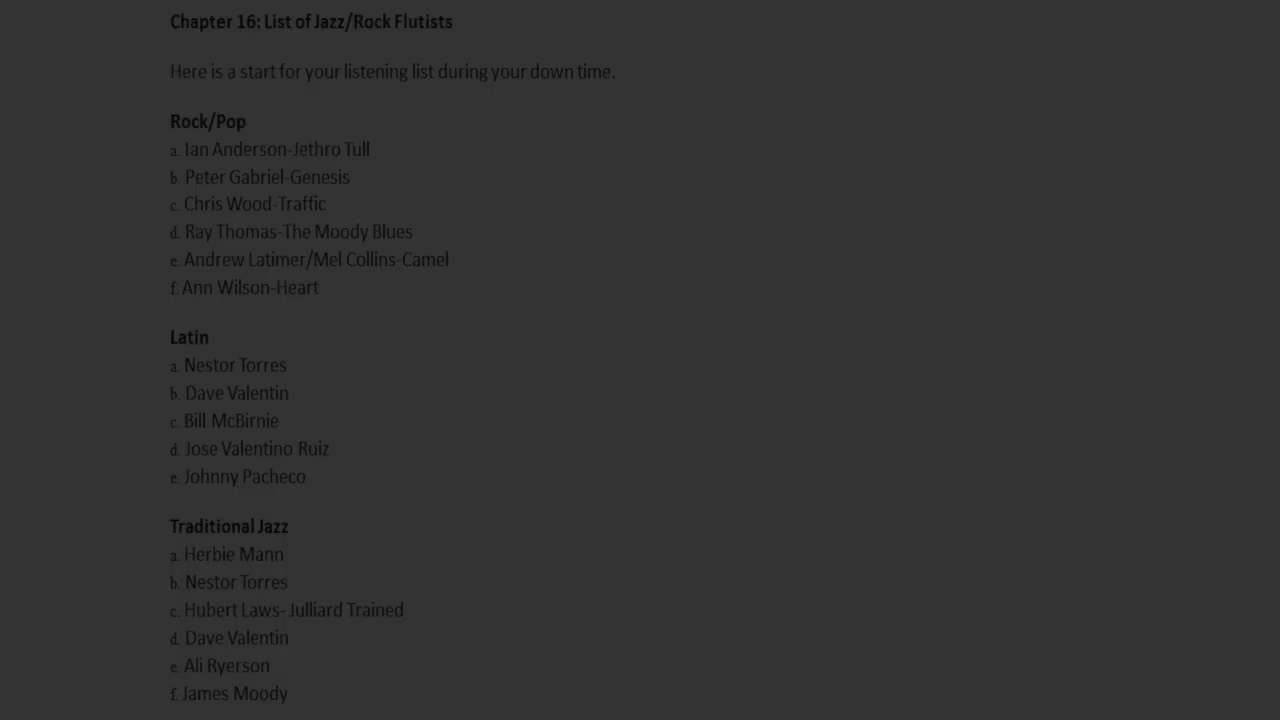 Chapter 16: List of Jazz/Rock Flutists
Here is a start for your listening list during your down time.
Rock/Pop
a. Ian Anderson-Jethro Tull
b. Peter Gabriel-Genesis
c. Chris Wood-Traffic
d. Ray Thomas-The Moody Blues
e. Andrew Latimer/Mel Collins-Camel
f. Ann Wilson-Heart
Latin
a. Nestor Torres
b. Dave Valentin
c. Bill McBirnie
d. Jose Valentino Ruiz
e. Johnny Pacheco
Traditional Jazz
a. Herbie Mann
b. Nestor Torres
c. Hubert Laws- Julliard Trained
d. Dave Valentin
e. Ali Ryerson
f. James Moody